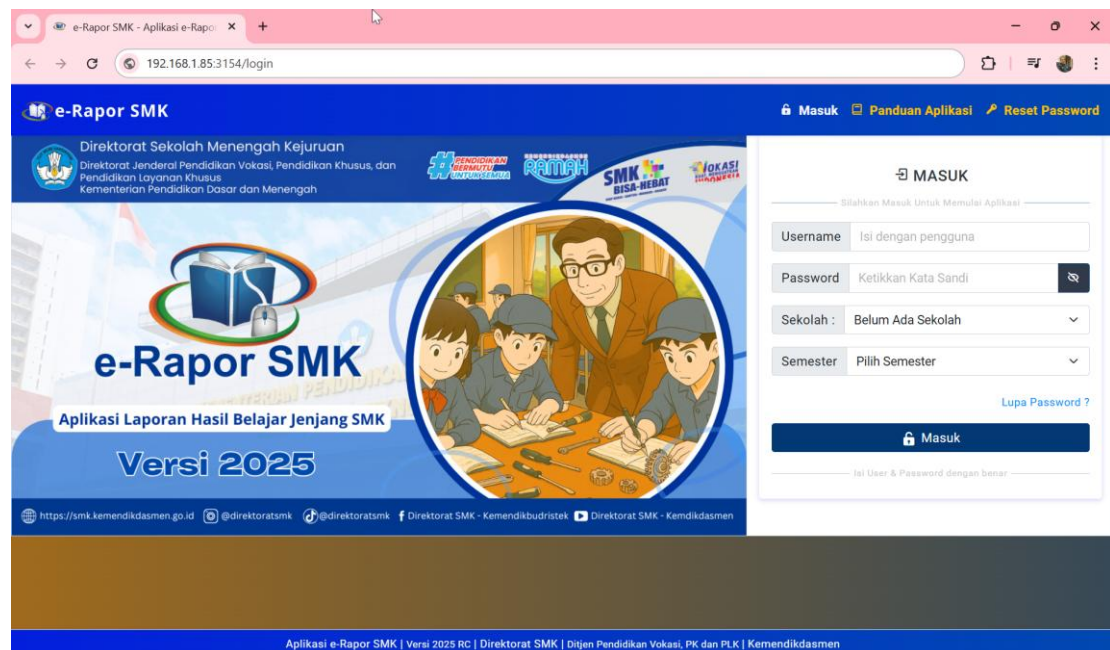 e-Rapor SMK - Aplikasi e-Rapo
192.168.1.85:3154/login
e-Rapor SMK
Masuk
Panduan Aplikasi
Reset Password
Direktorat Sekolah Menengah Kejuruan
Direktorat Jenderal Pendidikan Vokasi, Pendidikan Khusus, dan
Pendidikan Layanan Khusus
Kementerian Pendidikan Dasar dan Menengah
#PENDIDIKAN
BERMUTU
UNTUK SEMUA
RAMAH
SMK
BISA-HEBAT
VOKASI
e-Rapor SMK
Aplikasi Laporan Hasil Belajar Jenjang SMK
Versi 2025
https://smk.kemendikdasmen.go.id @direktoratsmk @direktoratsmk Direktorat SMK - Kemendikbudristek Direktorat SMK - Kemdikdasmen
MASUK
Silahkan Masuk Untuk Memulai Aplikasi
Username Isi dengan pengguna
Password Ketikkan Kata Sandi
Sekolah : Belum Ada Sekolah
Semester Pilih Semester
Lupa Password ?
Masuk
Isi User & Password dengan benar
Aplikasi e-Rapor SMK | Versi 2025 RC | Direktorat SMK | Ditjen Pendidikan Vokasi, PK dan PLK | Kemendikdasmen